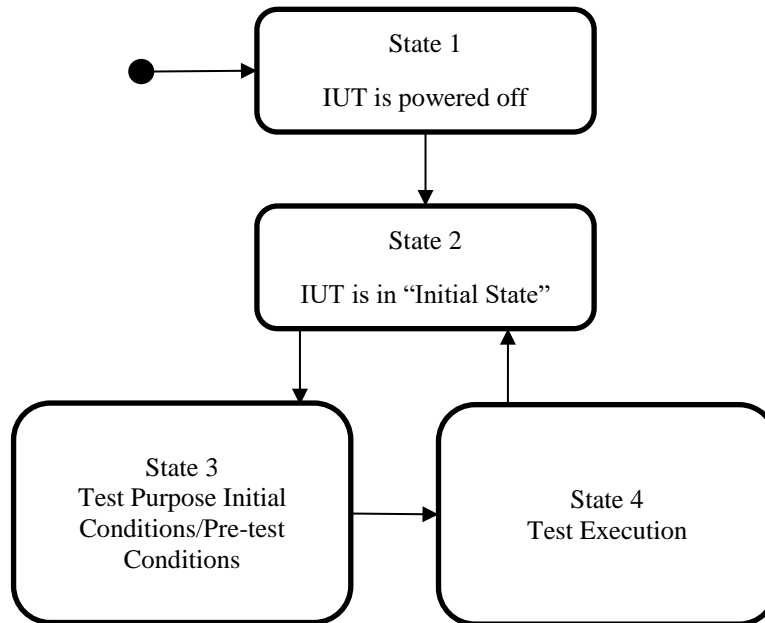 State 1
IUT is powered off
State 2
IUT is in “Initial State”
State 3
Test Purpose Initial
Conditions/Pre-test
Conditions
State 4
Test Execution